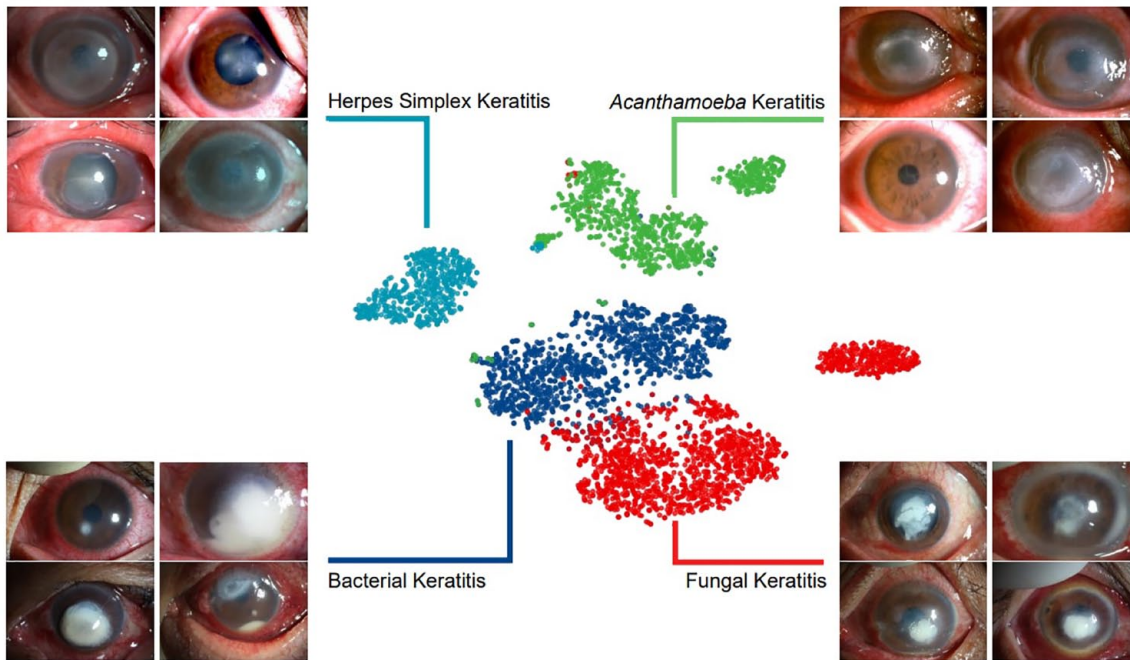 Herpes Simplex Keratitis
Acanthamoeba Keratitis
Bacterial Keratitis
Fungal Keratitis